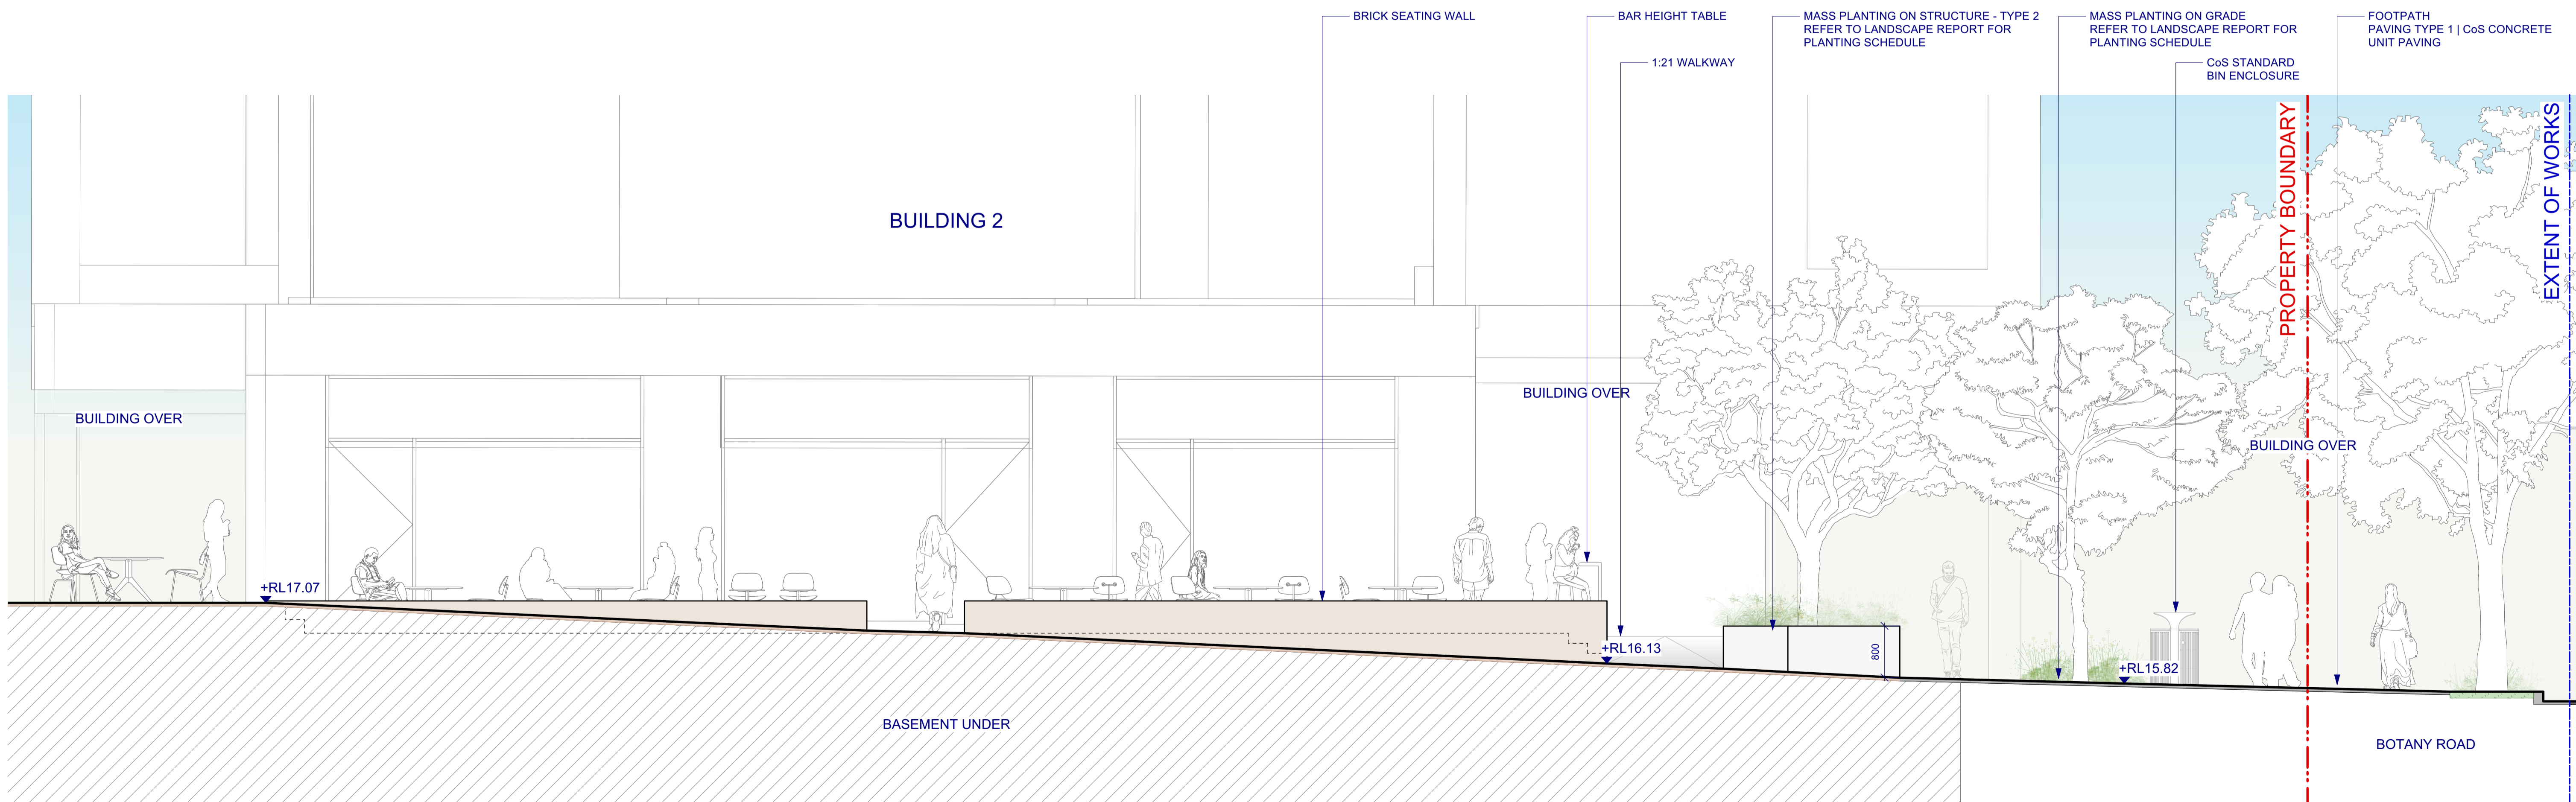 BRICK SEATING WALL
BAR HEIGHT TABLE
MASS PLANTING ON STRUCTURE - TYPE 2
REFER TO LANDSCAPE REPORT FOR
PLANTING SCHEDULE
MASS PLANTING ON GRADE
REFER TO LANDSCAPE REPORT FOR
PLANTING SCHEDULE
FOOTPATH
PAVING TYPE 1 | CoS CONCRETE
UNIT PAVING
1:21 WALKWAY
CoS STANDARD
BIN ENCLOSURE
PROPERTY BOUNDARY
EXTENT OF WORKS
BUILDING 2
BUILDING OVER
BUILDING OVER
BUILDING OVER
+RL17.07
+RL16.13
800
+RL15.82
BASEMENT UNDER
BOTANY ROAD